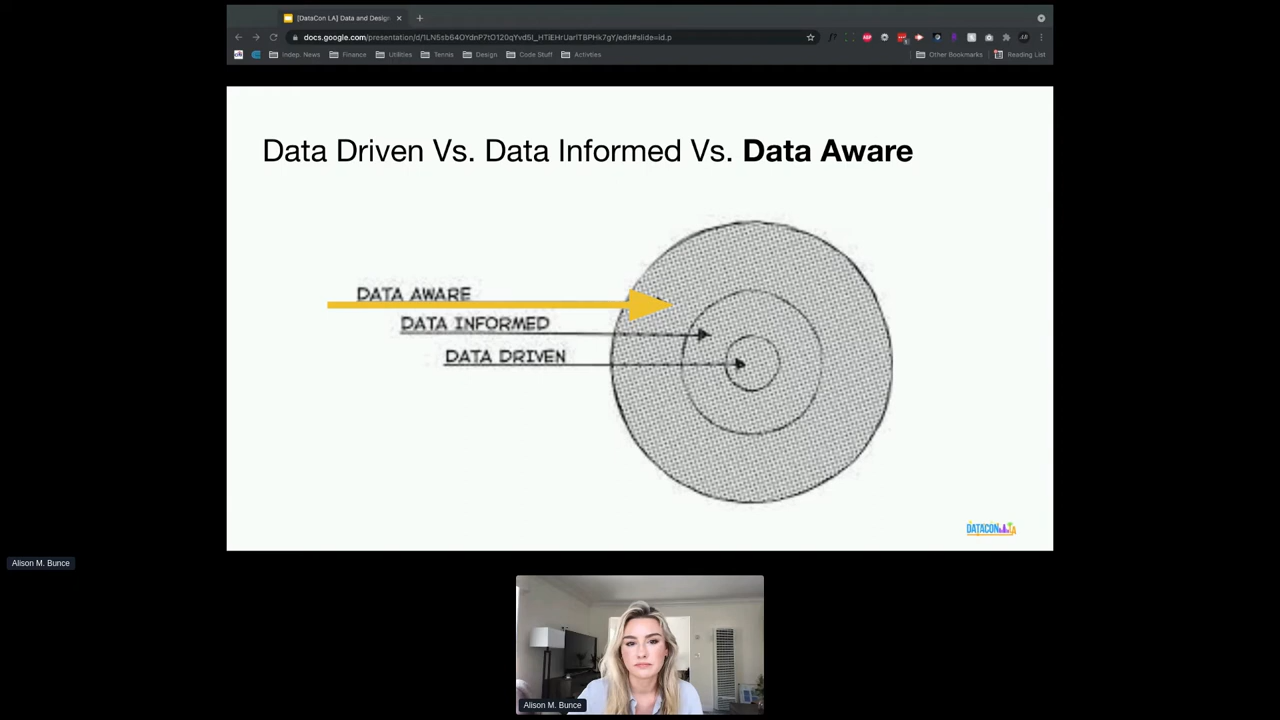 [DataCon LA] Data and Design
docs.google.com/presentation/d/1LN5sb64OYdnP7tO120qYvd5I_HTiEHrUarlTBPHk7gY/edit#slide=id.p
Indep. News
Finance
Utilities
Tennis
Design
Code Stuff
Activities
Other Bookmarks
Reading List
Data Driven Vs. Data Informed Vs. Data Aware
DATA AWARE
DATA INFORMED
DATA DRIVEN
DATACON LA
Alison M. Bunce
Alison M. Bunce